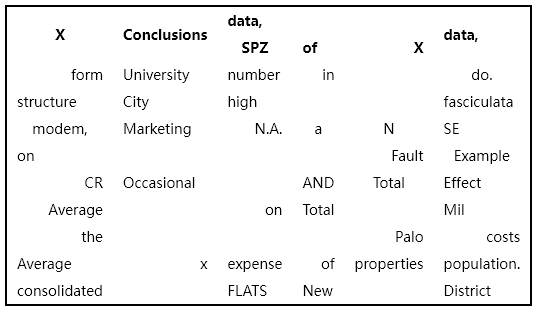 X Conclusions data, SPZ of X data,
form University number in do.
structure City high fasciculata
modem, Marketing N.A. a N SE
on Fault Example
CR Occasional AND Total Effect
Average on Total Mil
the Palo costs
Average x expense of properties population.
consolidated FLATS New District